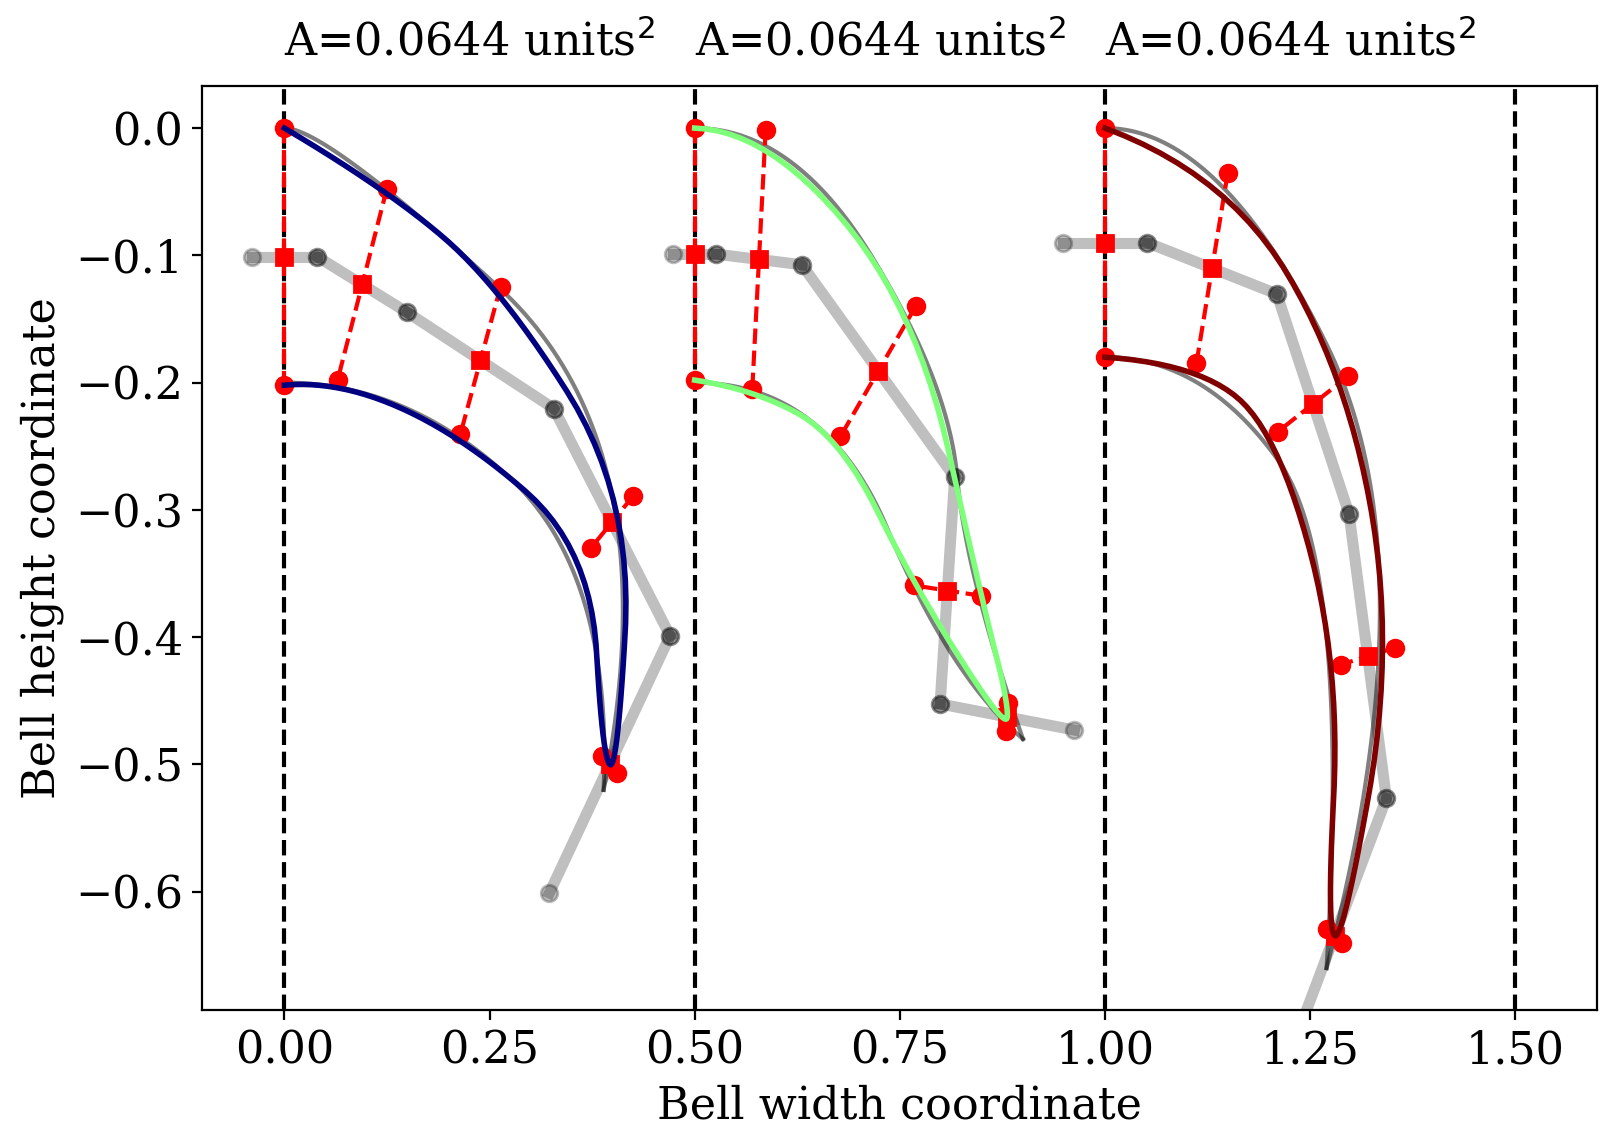 A=0.0644 units² A=0.0644 units² A=0.0644 units²
0.0
−0.1
−0.2
−0.3
−0.4
−0.5
−0.6
Bell height coordinate
0.00 0.25 0.50 0.75 1.00 1.25 1.50
Bell width coordinate